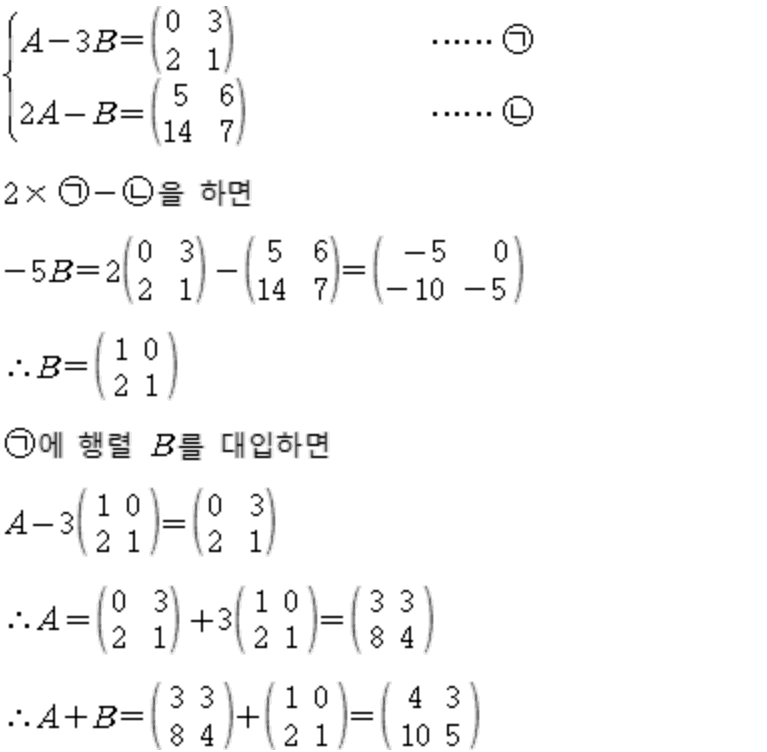 A-3B=(0 3
2 1) ⋯⋯ ㉠
2A-B=(5 6
14 7) ⋯⋯ ㉡
2× ㉠-㉡을 하면
-5B=2(0 3
2 1)-(5 6
14 7)=(-5 0
-10 -5)
∴B=(1 0
2 1)
㉠에 행렬 B를 대입하면
A-3(1 0
2 1)=(0 3
2 1)
∴A=(0 3
2 1)+3(1 0
2 1)=(3 3
8 4)
∴A+B=(3 3
8 4)+(1 0
2 1)=(4 3
10 5)